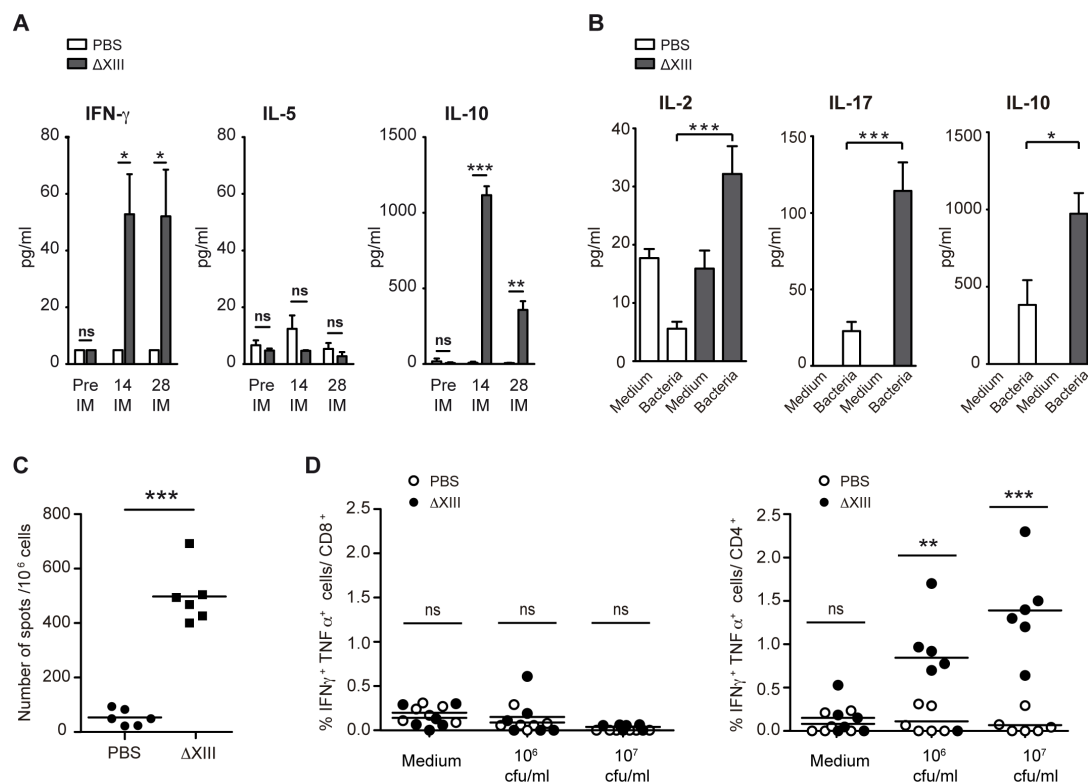 A
PBS
ΔXIII
IFN-γ
IL-5
IL-10
pg/ml
80
60
40
20
0
ns
*
*
Pre 14 28
IM IM IM
pg/ml
80
60
40
20
0
ns
ns
ns
Pre 14 28
IM IM IM
pg/ml
1500
1000
500
0
ns
***
**
Pre 14 28
IM IM IM
B
PBS
ΔXIII
IL-2
IL-17
IL-10
pg/ml
40
30
20
10
0
***
Medium Bacteria Medium Bacteria
pg/ml
150
100
50
0
***
Medium Bacteria Medium Bacteria
pg/ml
1500
1000
500
0
*
Medium Bacteria Medium Bacteria
C
***
Number of spots /10⁶ cells
800
600
400
200
0
PBS ΔXIII
D
PBS
ΔXIII
% IFNγ⁺ TNFα⁺ cells/ CD8⁺
2.5
2.0
1.5
1.0
0.5
0.0
ns ns ns
Medium 10⁶ 10⁷
cfu/ml cfu/ml
PBS
ΔXIII
% IFNγ⁺ TNFα⁺ cells/ CD4⁺
2.5
2.0
1.5
1.0
0.5
0.0
ns ** ***
Medium 10⁶ 10⁷
cfu/ml cfu/ml